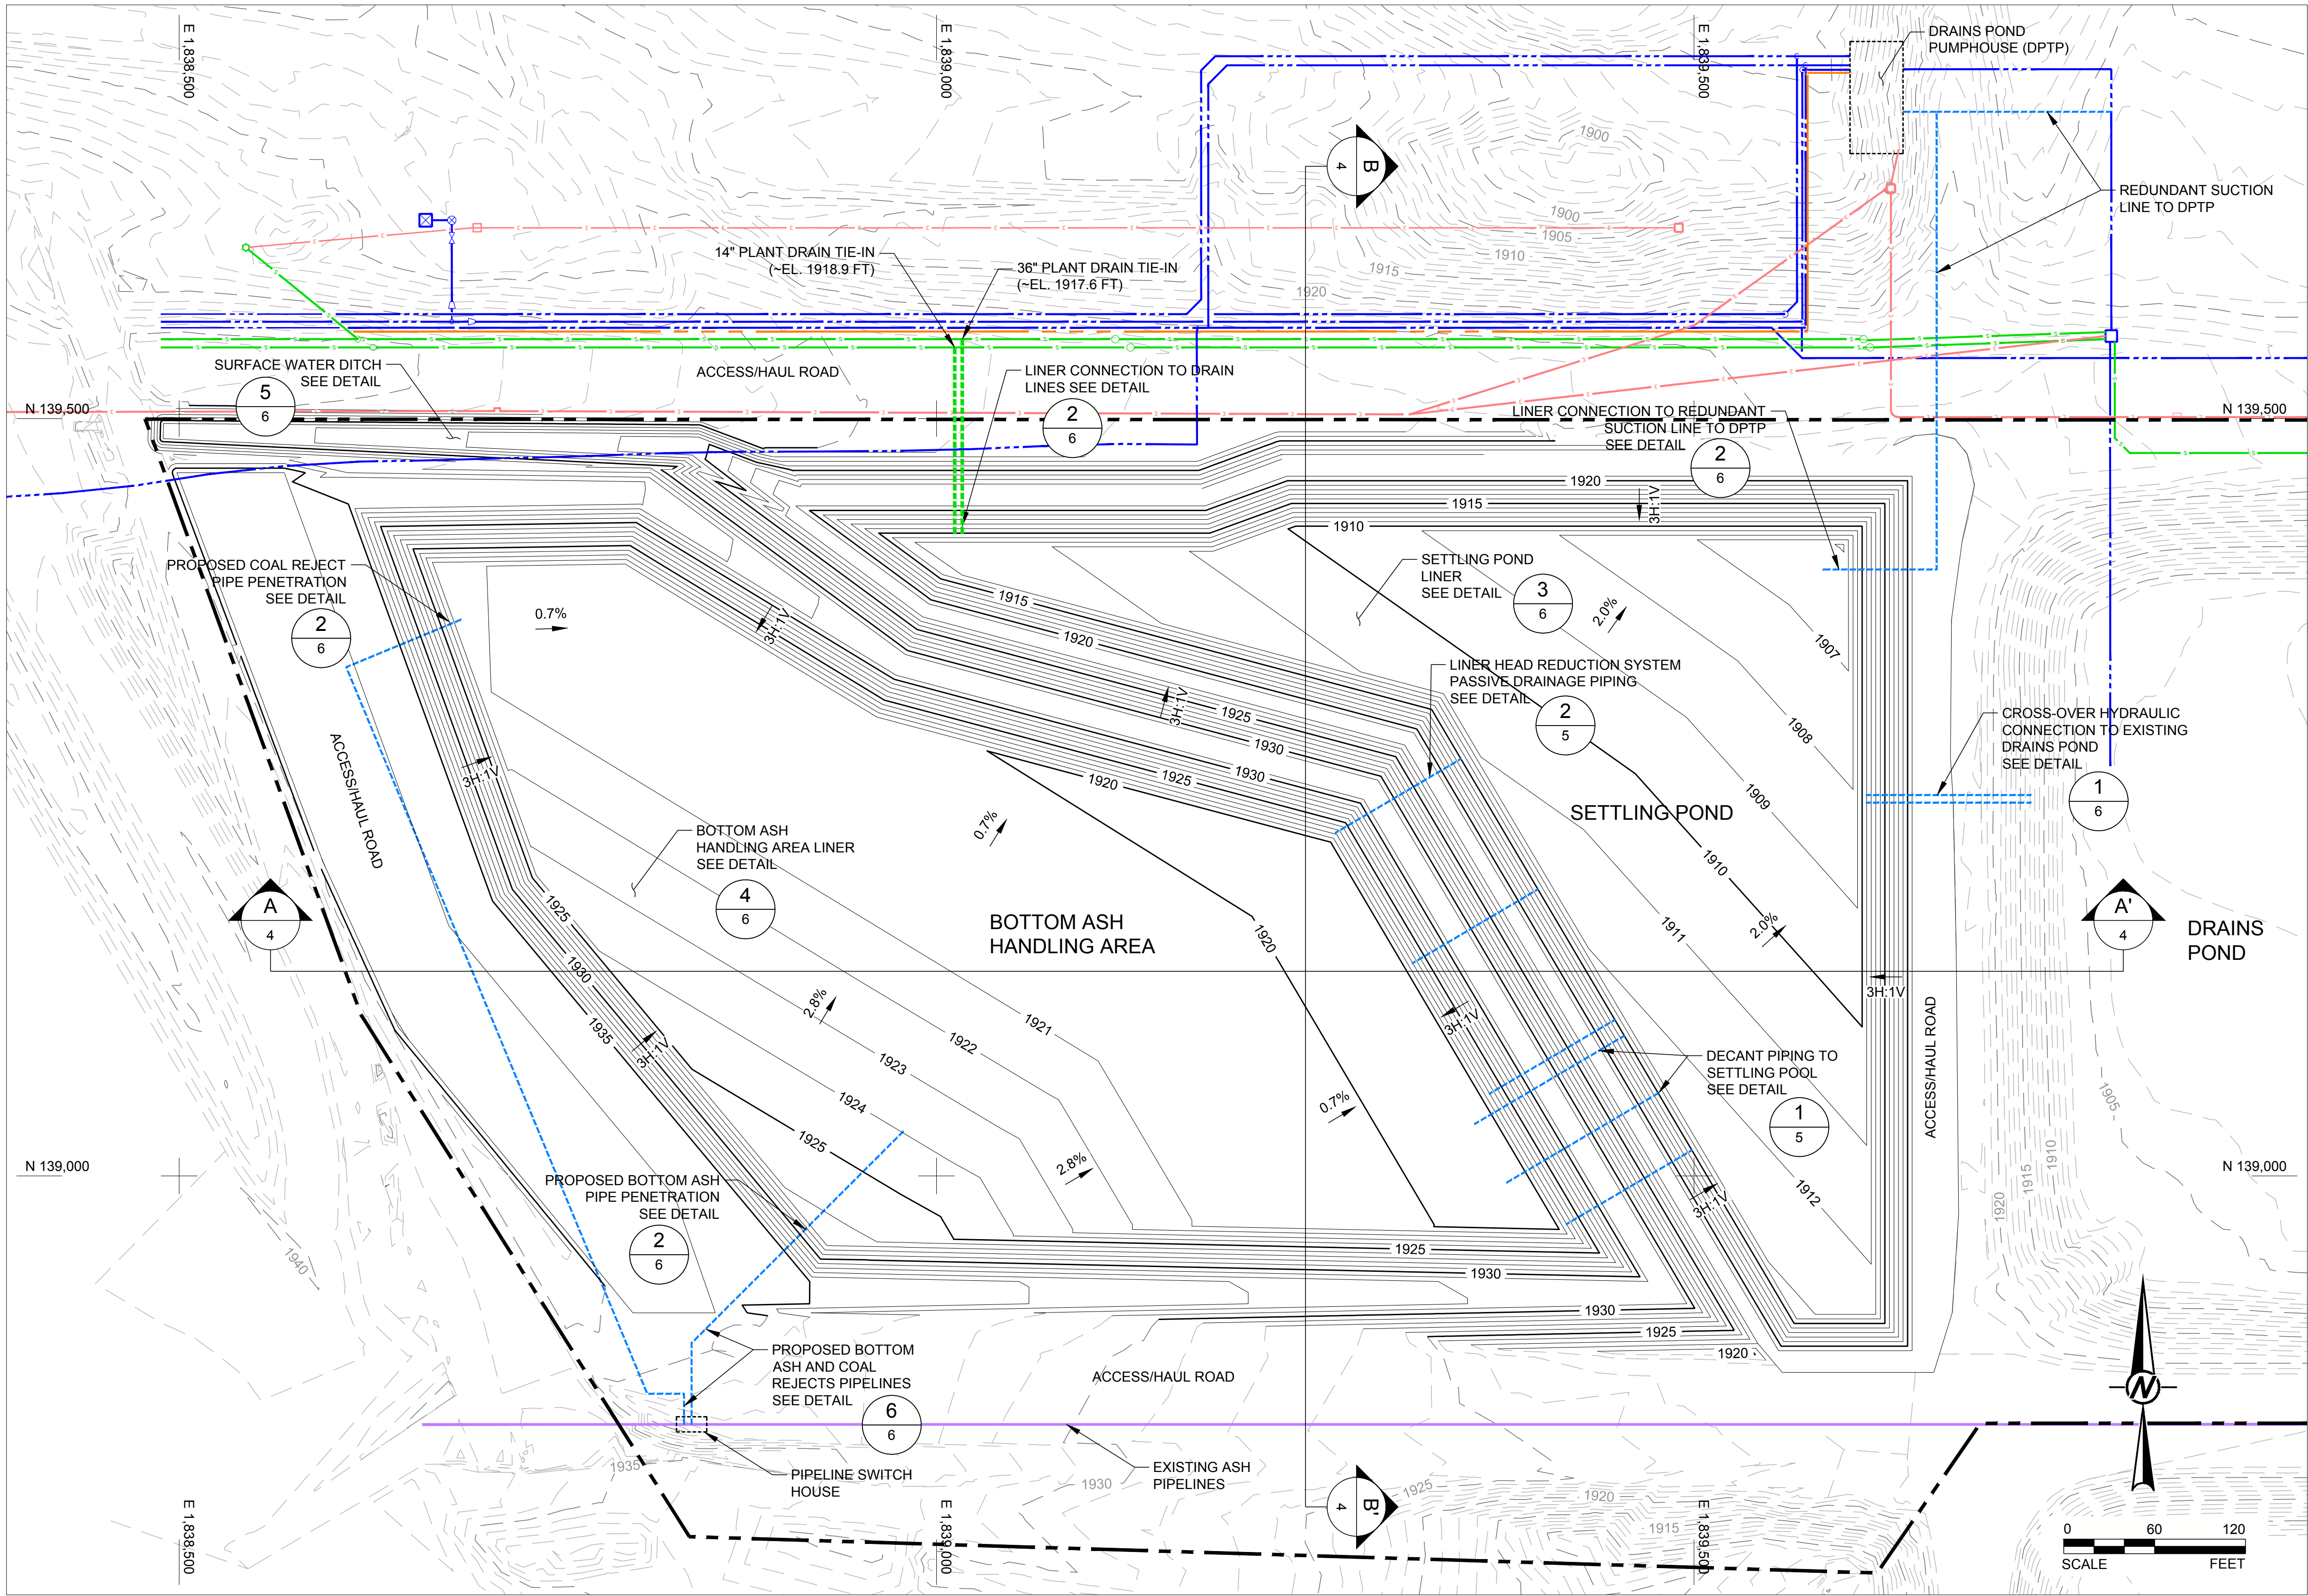 E 1,838,500
E 1,839,000
E 1,839,500
DRAINS POND
PUMPHOUSE (DPTP)
1900
B
4
REDUNDANT SUCTION
LINE TO DPTP
1900
1905
1910
1915
1920
14" PLANT DRAIN TIE-IN
(~EL. 1918.9 FT)
36" PLANT DRAIN TIE-IN
(~EL. 1917.6 FT)
SURFACE WATER DITCH
SEE DETAIL
5
6
ACCESS/HAUL ROAD
LINER CONNECTION TO DRAIN
LINES SEE DETAIL
2
6
N 139,500
N 139,500
LINER CONNECTION TO REDUNDANT
SUCTION LINE TO DPTP
SEE DETAIL
2
6
1920
1915
1910
3H:1V
PROPOSED COAL REJECT
PIPE PENETRATION
SEE DETAIL
2
6
0.7%
3H:1V
1915
1920
SETTLING POND
LINER
SEE DETAIL
3
6
2.0%
1907
LINER HEAD REDUCTION SYSTEM
PASSIVE DRAINAGE PIPING
SEE DETAIL
2
5
3H:1V
1925
1930
1930
1925
1920
1908
1909
CROSS-OVER HYDRAULIC
CONNECTION TO EXISTING
DRAINS POND
SEE DETAIL
1
6
ACCESS/HAUL ROAD
3H:1V
SETTLING POND
0.7%
BOTTOM ASH
HANDLING AREA LINER
SEE DETAIL
4
6
1910
1925
A
4
BOTTOM ASH
HANDLING AREA
1920
1911
2.0%
A'
4
DRAINS
POND
1930
1935
3H:1V
2.8%
1921
1922
1923
1924
3H:1V
3H:1V
ACCESS/HAUL ROAD
DECANT PIPING TO
SETTLING POOL
SEE DETAIL
1
5
1905
1910
1915
1920
0.7%
1925
2.8%
N 139,000
N 139,000
PROPOSED BOTTOM ASH
PIPE PENETRATION
SEE DETAIL
2
6
3H:1V
1912
1940
1925
1930
1930
1925
1920
PROPOSED BOTTOM
ASH AND COAL
REJECTS PIPELINES
SEE DETAIL
6
6
ACCESS/HAUL ROAD
N
1935
PIPELINE SWITCH
HOUSE
1930
EXISTING ASH
PIPELINES
B'
4
1925
1920
1915
E 1,838,500
E 1,839,000
E 1,839,500
0 60 120
SCALE FEET